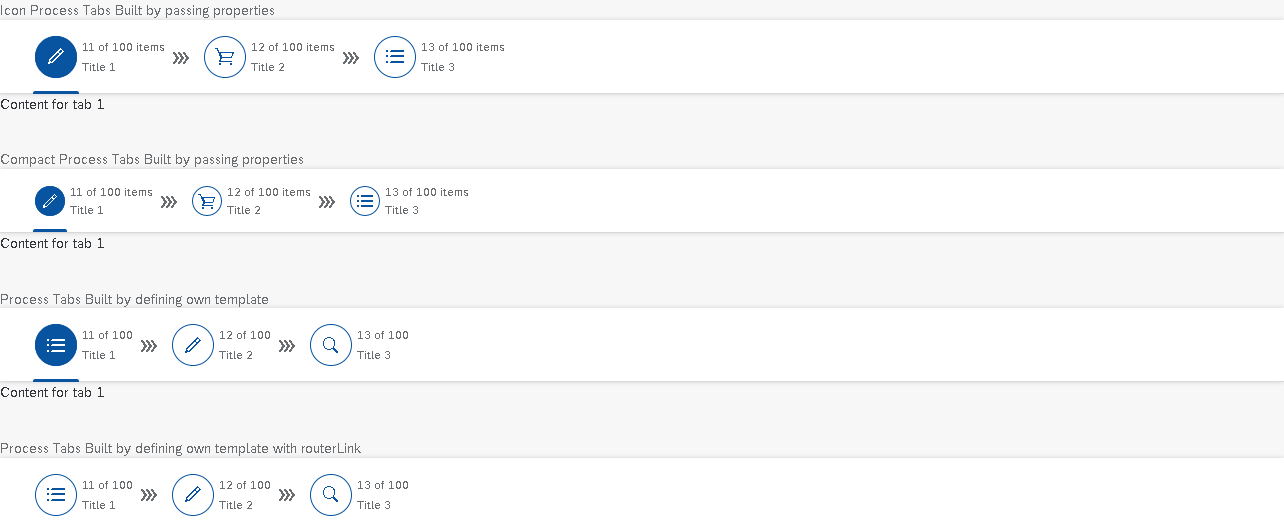 Icon Process Tabs Built by passing properties
11 of 100 items
Title 1
12 of 100 items
Title 2
13 of 100 items
Title 3
Content for tab 1
Compact Process Tabs Built by passing properties
11 of 100 items
Title 1
12 of 100 items
Title 2
13 of 100 items
Title 3
Content for tab 1
Process Tabs Built by defining own template
11 of 100
Title 1
12 of 100
Title 2
13 of 100
Title 3
Content for tab 1
Process Tabs Built by defining own template with routerLink
11 of 100
Title 1
12 of 100
Title 2
13 of 100
Title 3